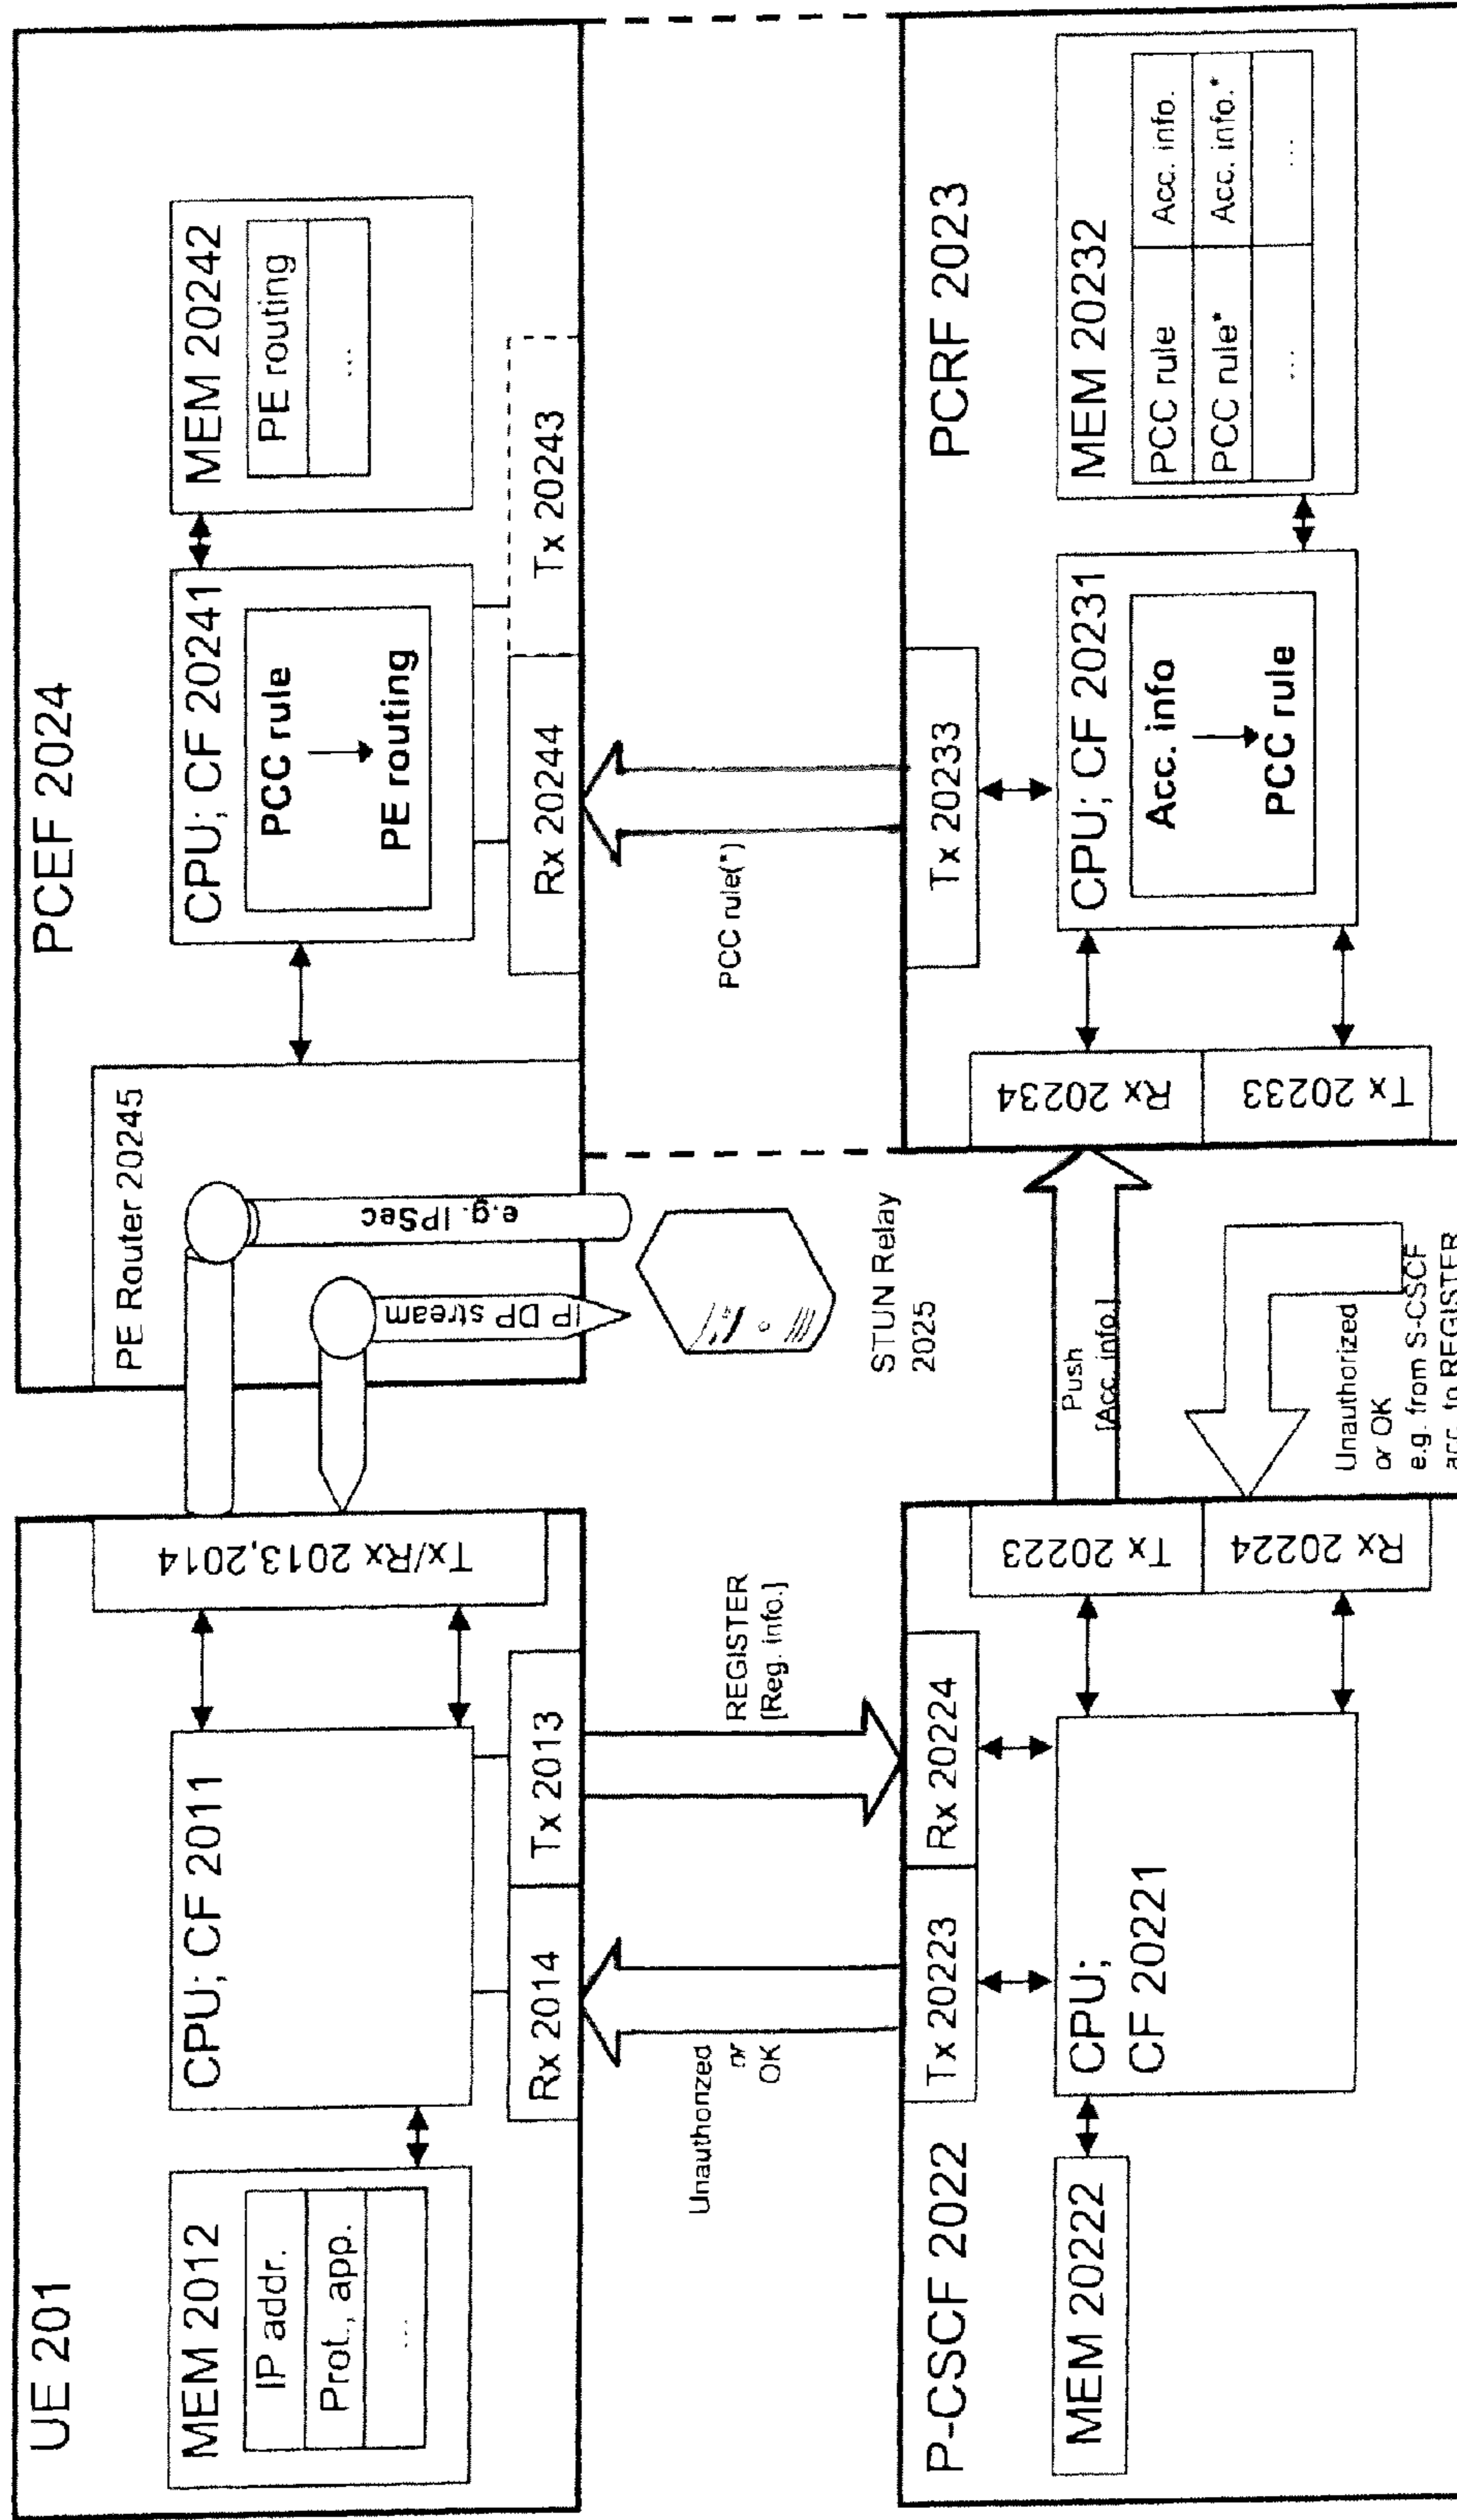 UE 201
MEM 2012
IP addr.
Prot., app.
...
CPU; CF 2011
Rx 2014
Tx 2013
Tx/Rx 2013,2014
PCEF 2024
PE Router 20245
e.g. IPSec
IP DP stream
CPU; CF 20241
PCC rule
PE routing
MEM 20242
PE routing
...
Rx 20244
Tx 20243
Unauthorized
or
OK
REGISTER
[Reg. info.]
STUN Relay
2025
PCC rule(*)
P-CSCF 2022
MEM 20222
Tx 20223
Rx 20224
CPU;
CF 20221
Tx 20223
Rx 20224
Push
[Acc. info.]
Unauthorized
or OK
e.g. from S-CSCF
acc. to REGISTER
PCRF 2023
Rx 20234
Tx 20233
Tx 20233
CPU; CF 20231
Acc. info
PCC rule
MEM 20232
PCC rule Acc. info.
PCC rule* Acc. info.*
... ...